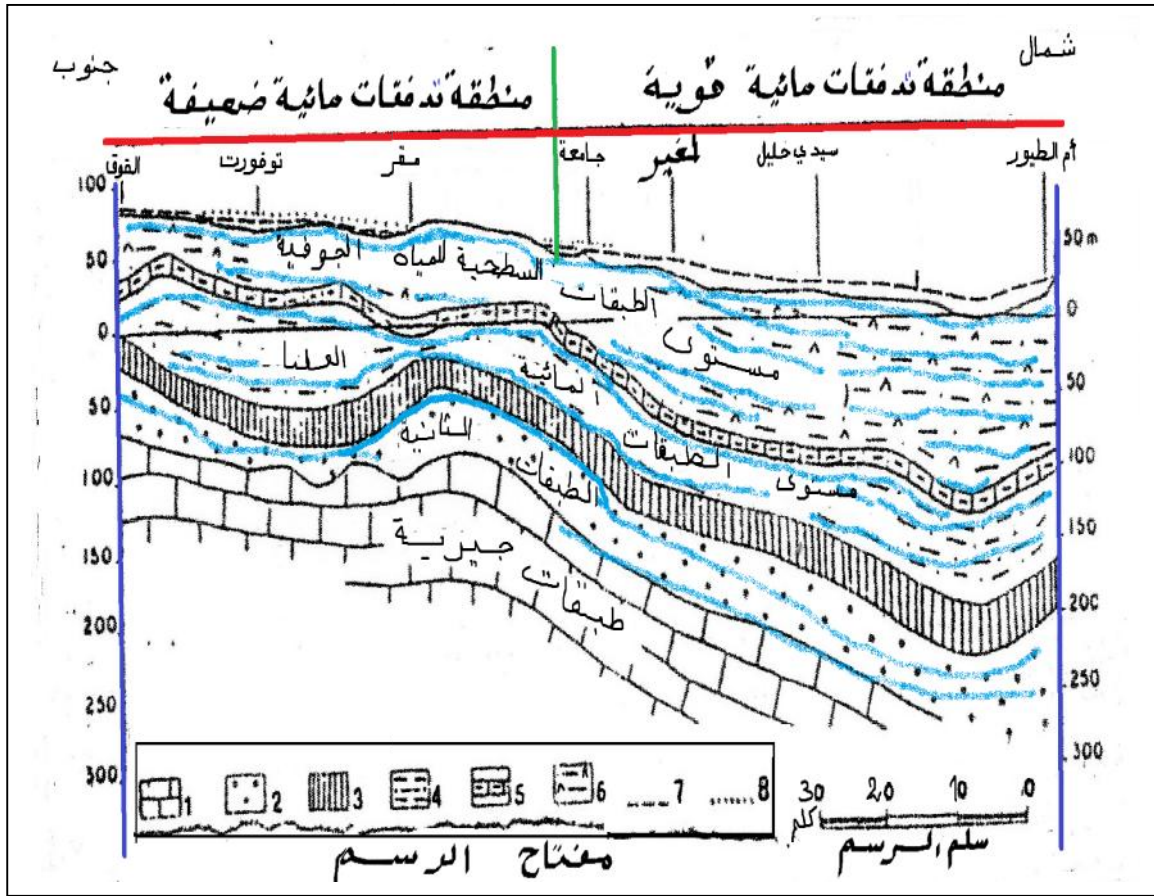 شمال
جنوب
منطقة تدفقات مائية قوية
منطقة تدفقات مائية ضعيفة
أم الطيور
سيدي خليل
لغير
جامعة
مقر
توقورت
القوق
100
50
0
50
100
150
200
250
300
50m
0
50
100
150
200
250
300
مستوى الطبقات السطحية للمياه الجوفية
مستوى الطبقات المائية العليا
الطبقات الثانية
طبقات جيرية
1 2 3 4 5 6 7 8
مفتاح الرسم
30 20 10 0
كلم
سلم الرسم